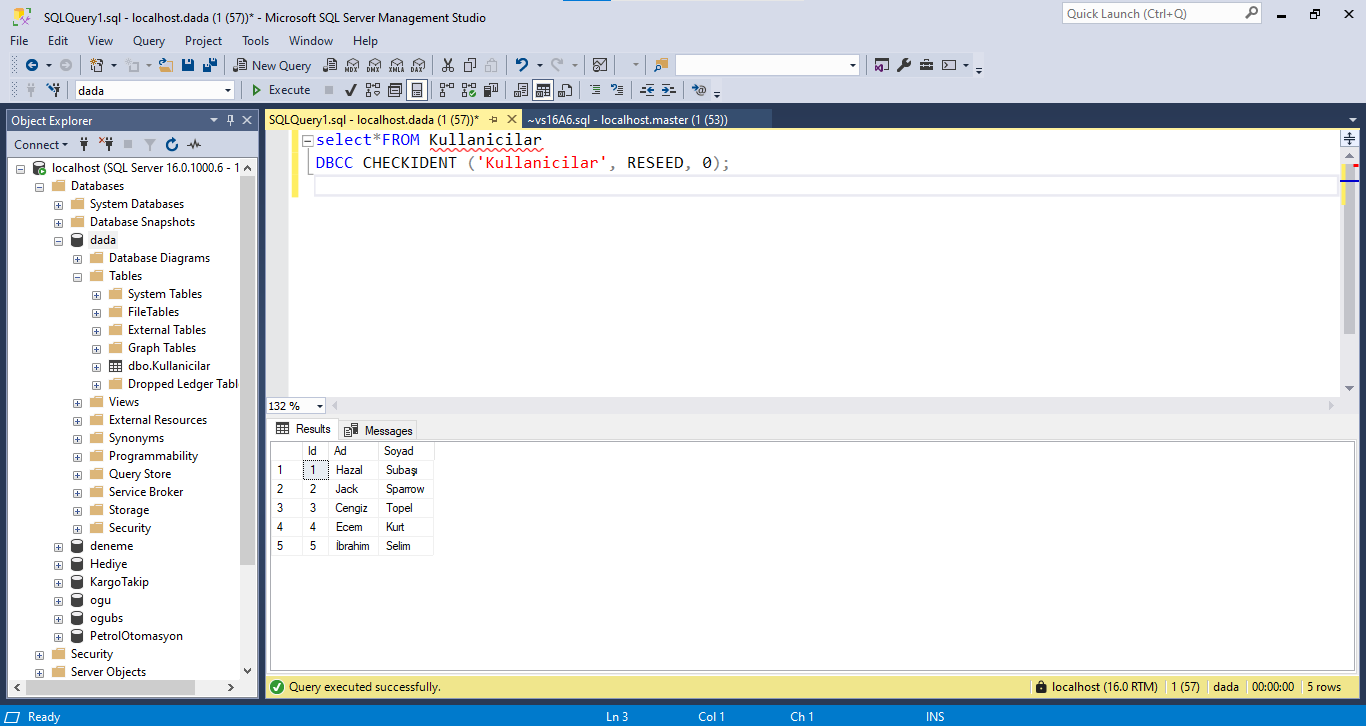 SQLQuery1.sql - localhost.dada (1 (57))* - Microsoft SQL Server Management Studio
Quick Launch (Ctrl+Q)
File Edit View Query Project Tools Window Help
New Query MDX DMX XMLA DAX
dada Execute
Object Explorer
SQLQuery1.sql - localhost.dada (1 (57))* ~vs16A6.sql - localhost.master (1 (53))
Connect
localhost (SQL Server 16.0.1000.6 - 1
Databases
System Databases
Database Snapshots
dada
Database Diagrams
Tables
System Tables
FileTables
External Tables
Graph Tables
dbo.Kullanicilar
Dropped Ledger Tabl
Views
External Resources
Synonyms
Programmability
Query Store
Service Broker
Storage
Security
deneme
Hediye
KargoTakip
ogu
ogubs
PetrolOtomasyon
Security
Server Objects
select*FROM Kullanicilar
DBCC CHECKIDENT ('Kullanicilar', RESEED, 0);
132 %
Results Messages
Id Ad Soyad
1 1 Hazal Subaşı
2 2 Jack Sparrow
3 3 Cengiz Topel
4 4 Ecem Kurt
5 5 İbrahim Selim
Query executed successfully. localhost (16.0 RTM) 1 (57) dada 00:00:00 5 rows
Ready Ln 3 Col 1 Ch 1 INS